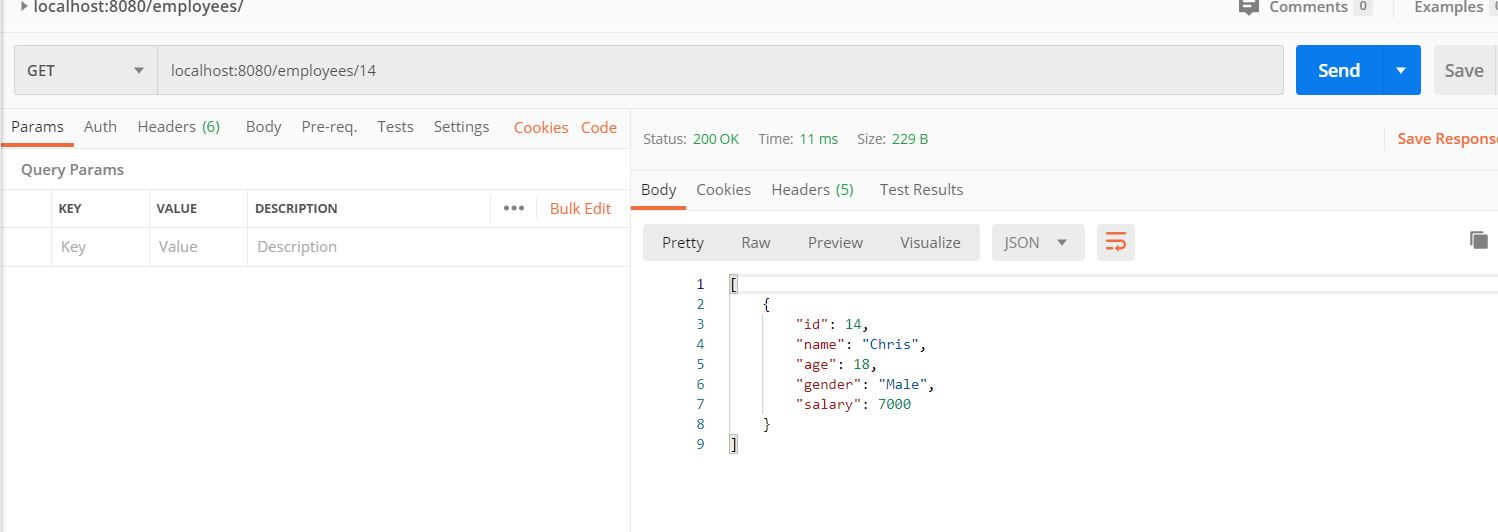 localhost:8080/employees/
Comments 0 Examples
GET localhost:8080/employees/14 Send Save
Params Auth Headers (6) Body Pre-req. Tests Settings Cookies Code
Query Params
KEY VALUE DESCRIPTION ••• Bulk Edit
Key Value Description
Status: 200 OK Time: 11 ms Size: 229 B Save Respons
Body Cookies Headers (5) Test Results
Pretty Raw Preview Visualize JSON
1 [
2 {
3 "id": 14,
4 "name": "Chris",
5 "age": 18,
6 "gender": "Male",
7 "salary": 7000
8 }
9 ]